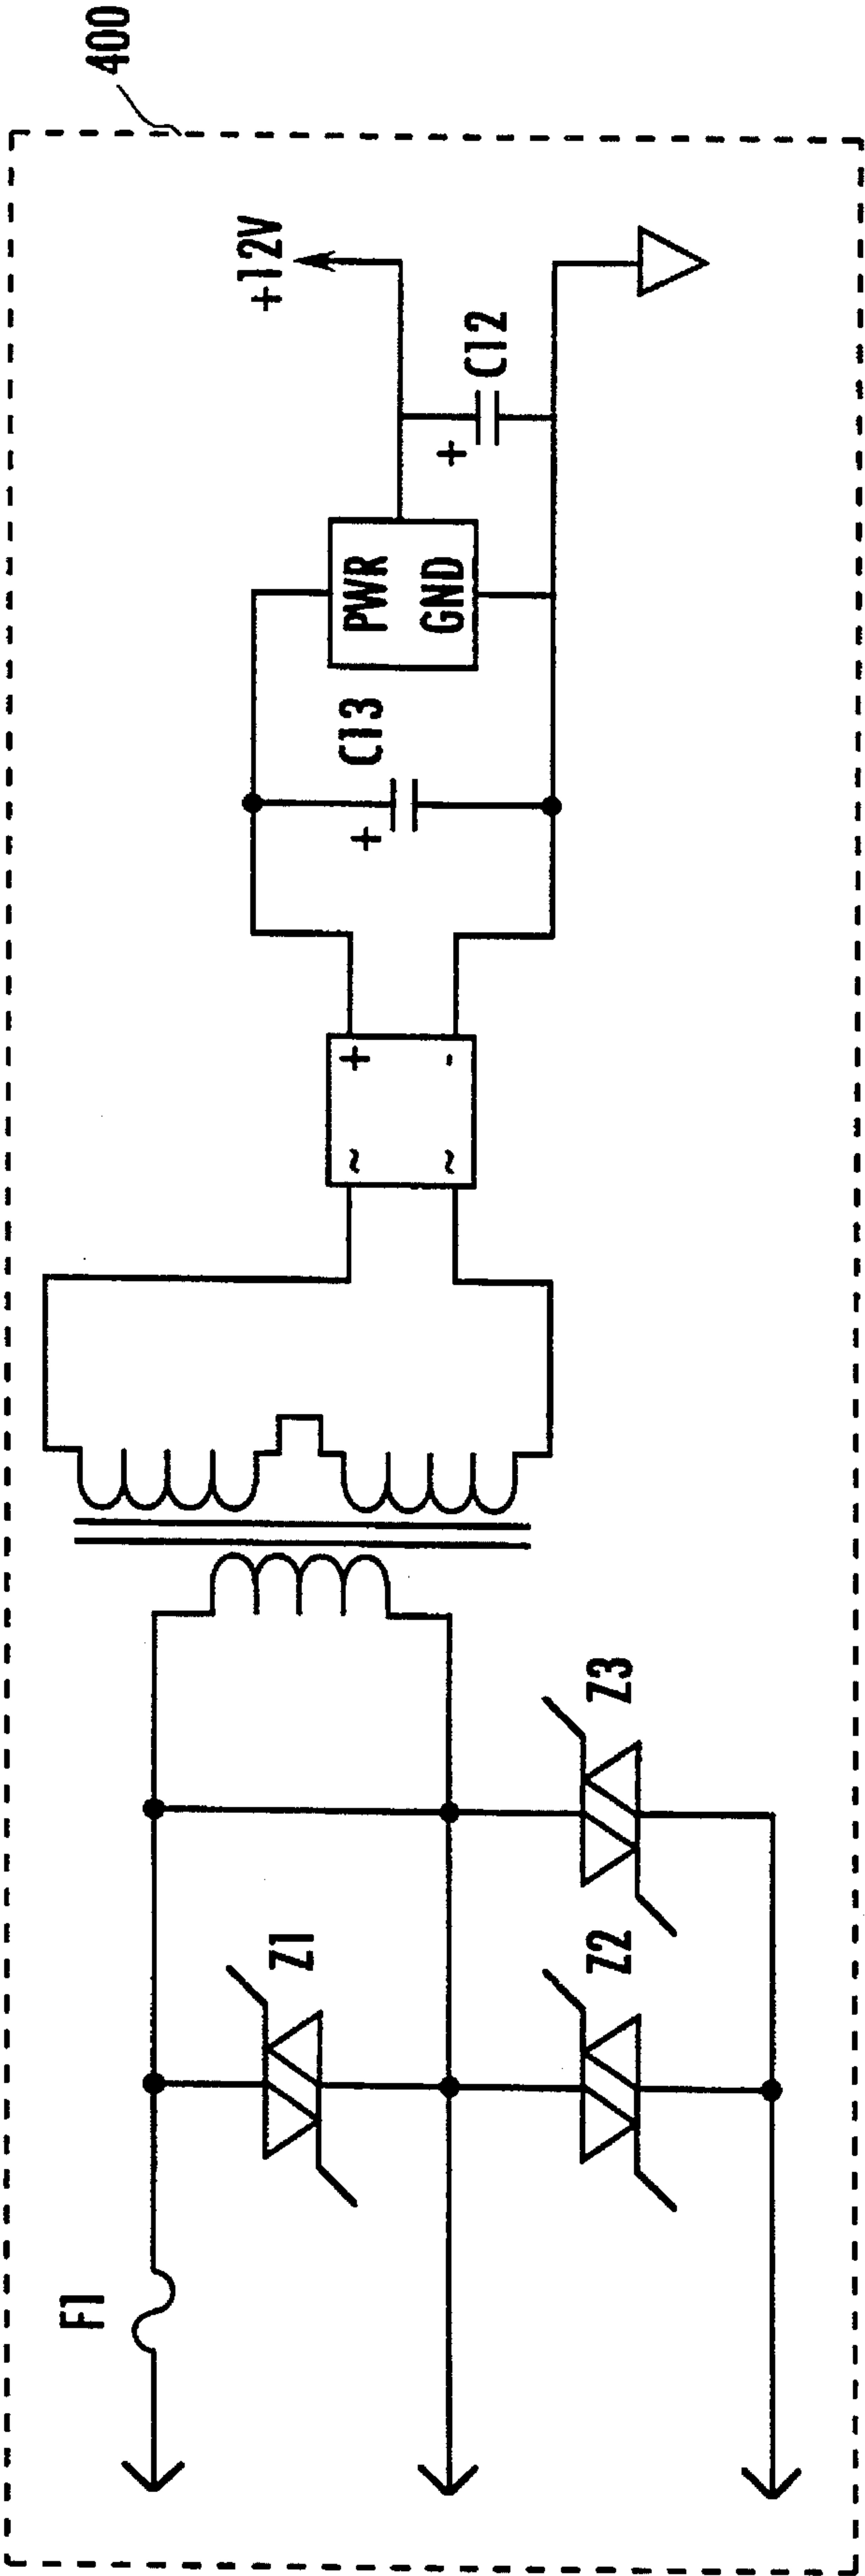 400
+12V
+
C12
PWR
GND
C13
+
+
-
~
~
Z3
Z1
Z2
F1